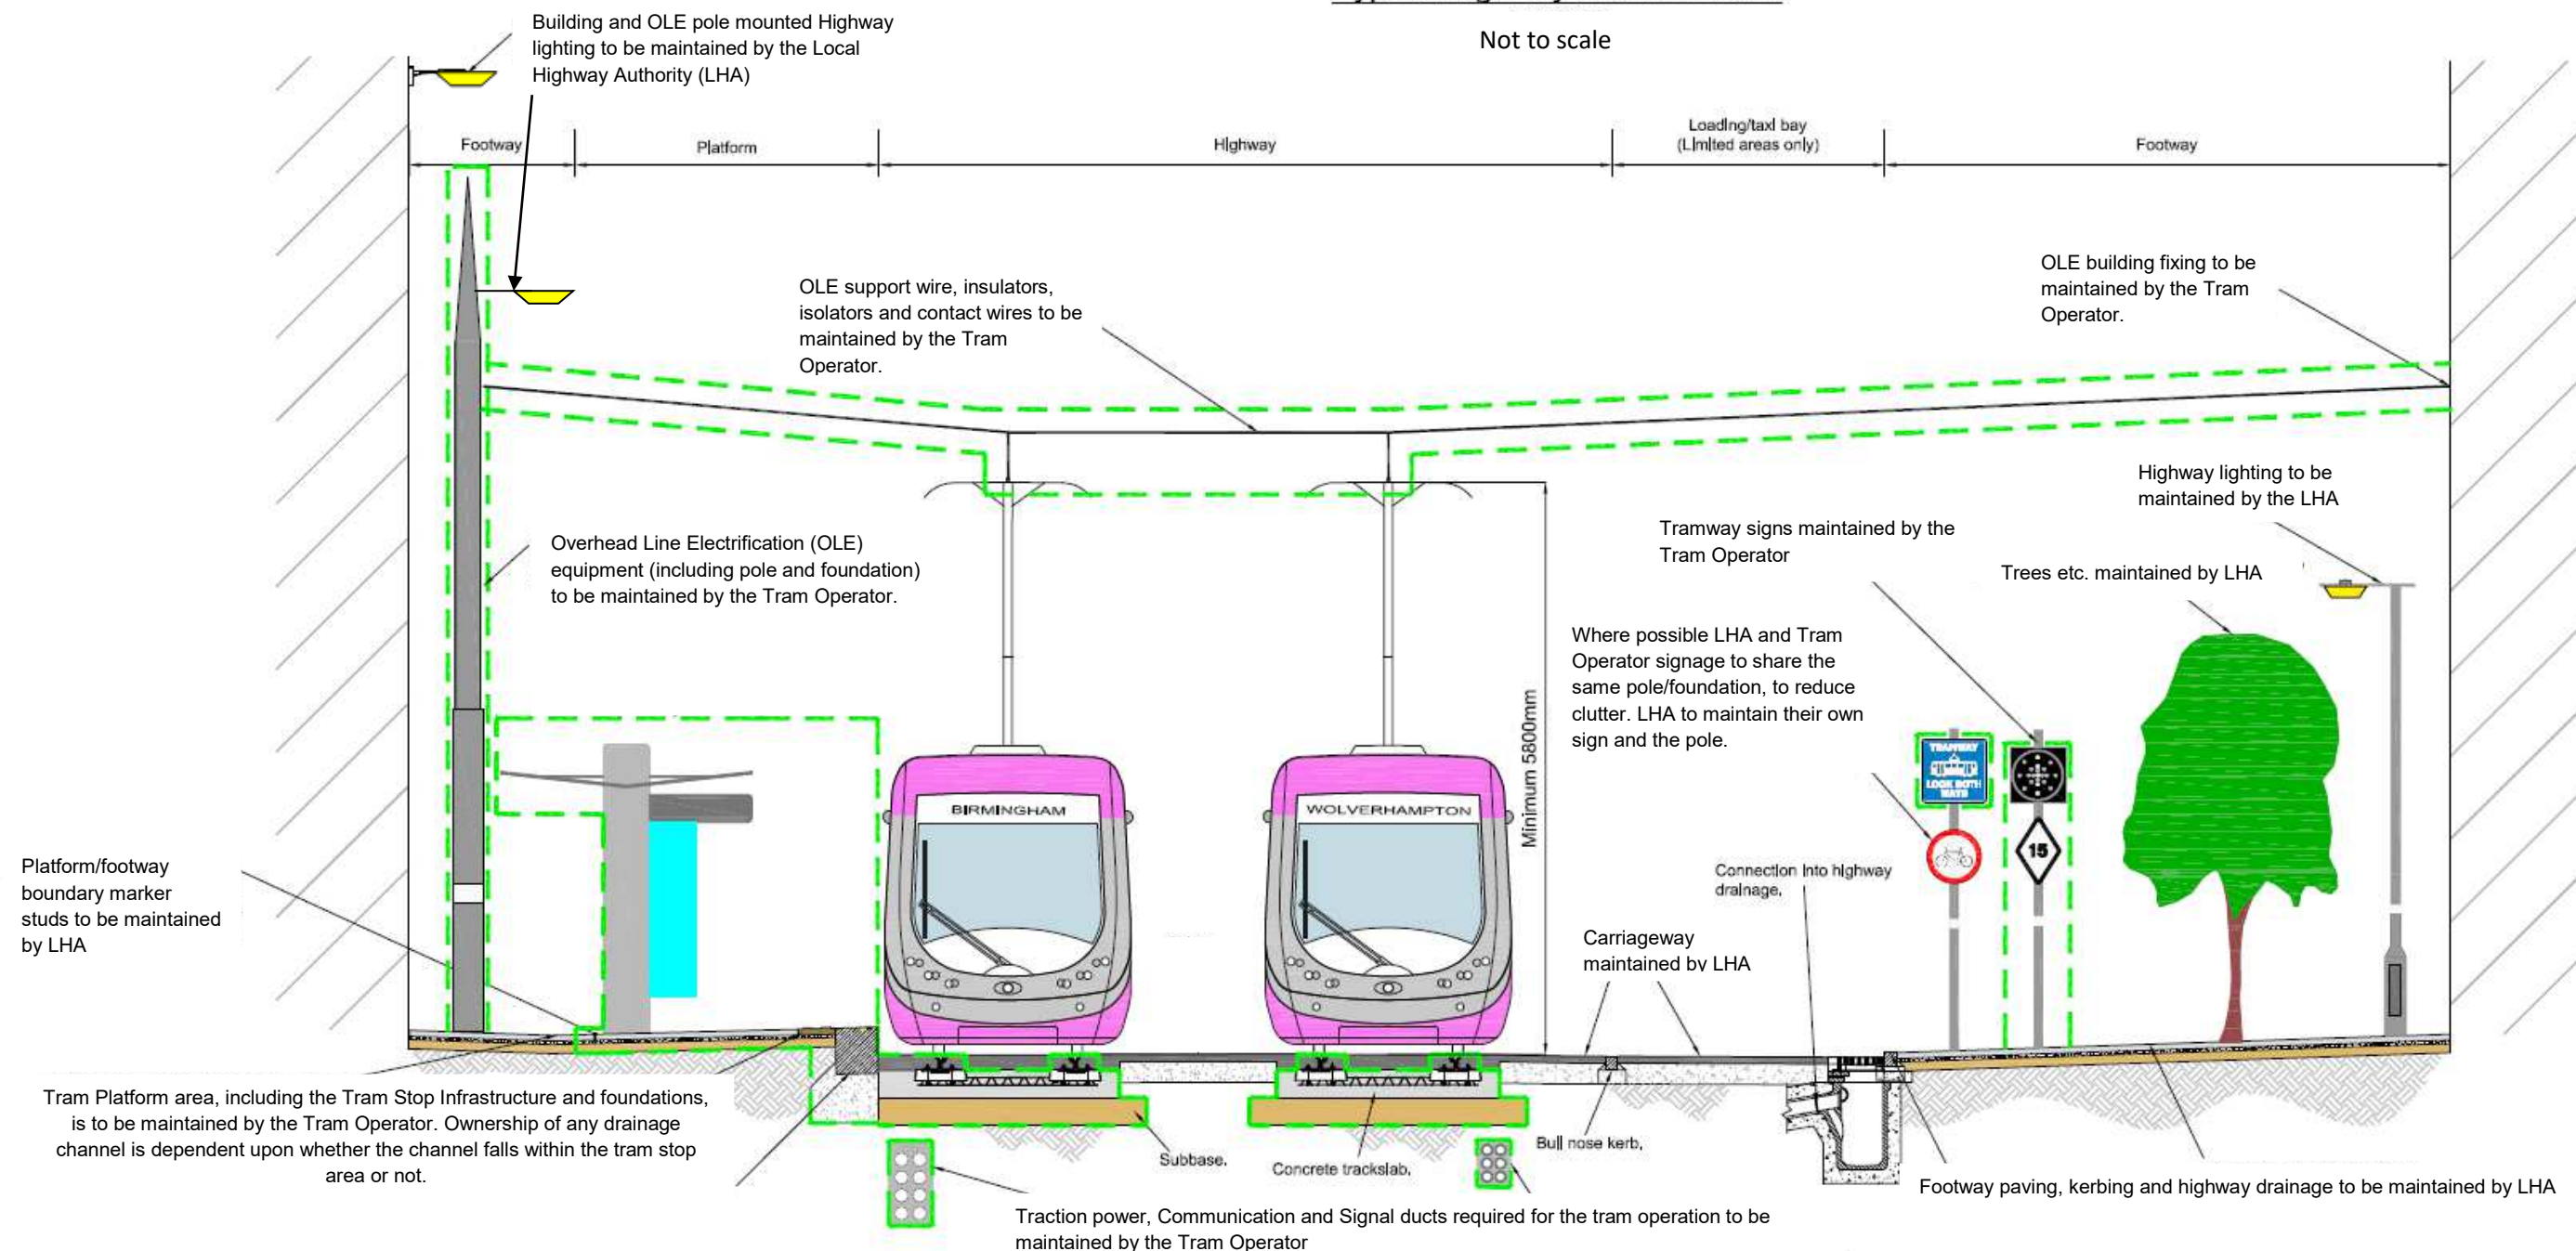 Not to scale
Building and OLE pole mounted Highway
lighting to be maintained by the Local
Highway Authority (LHA)
Footway
Platform
Highway
Loading/taxi bay
(Limited areas only)
Footway
OLE support wire, insulators,
isolators and contact wires to be
maintained by the Tram
Operator.
OLE building fixing to be
maintained by the Tram
Operator.
Highway lighting to be
maintained by the LHA
Tramway signs maintained by the
Tram Operator
Trees etc. maintained by LHA
Overhead Line Electrification (OLE)
equipment (including pole and foundation)
to be maintained by the Tram Operator.
Where possible LHA and Tram
Operator signage to share the
same pole/foundation, to reduce
clutter. LHA to maintain their own
sign and the pole.
Minimum 5800mm
TRAMWAY
LOOK BOTH
WAYS
15
BIRMINGHAM
WOLVERHAMPTON
Platform/footway
boundary marker
studs to be maintained
by LHA
Connection into highway
drainage.
Carriageway
maintained by LHA
Tram Platform area, including the Tram Stop Infrastructure and foundations,
is to be maintained by the Tram Operator. Ownership of any drainage
channel is dependent upon whether the channel falls within the tram stop
area or not.
Subbase.
Concrete trackslab.
Bull nose kerb.
Footway paving, kerbing and highway drainage to be maintained by LHA
Traction power, Communication and Signal ducts required for the tram operation to be
maintained by the Tram Operator